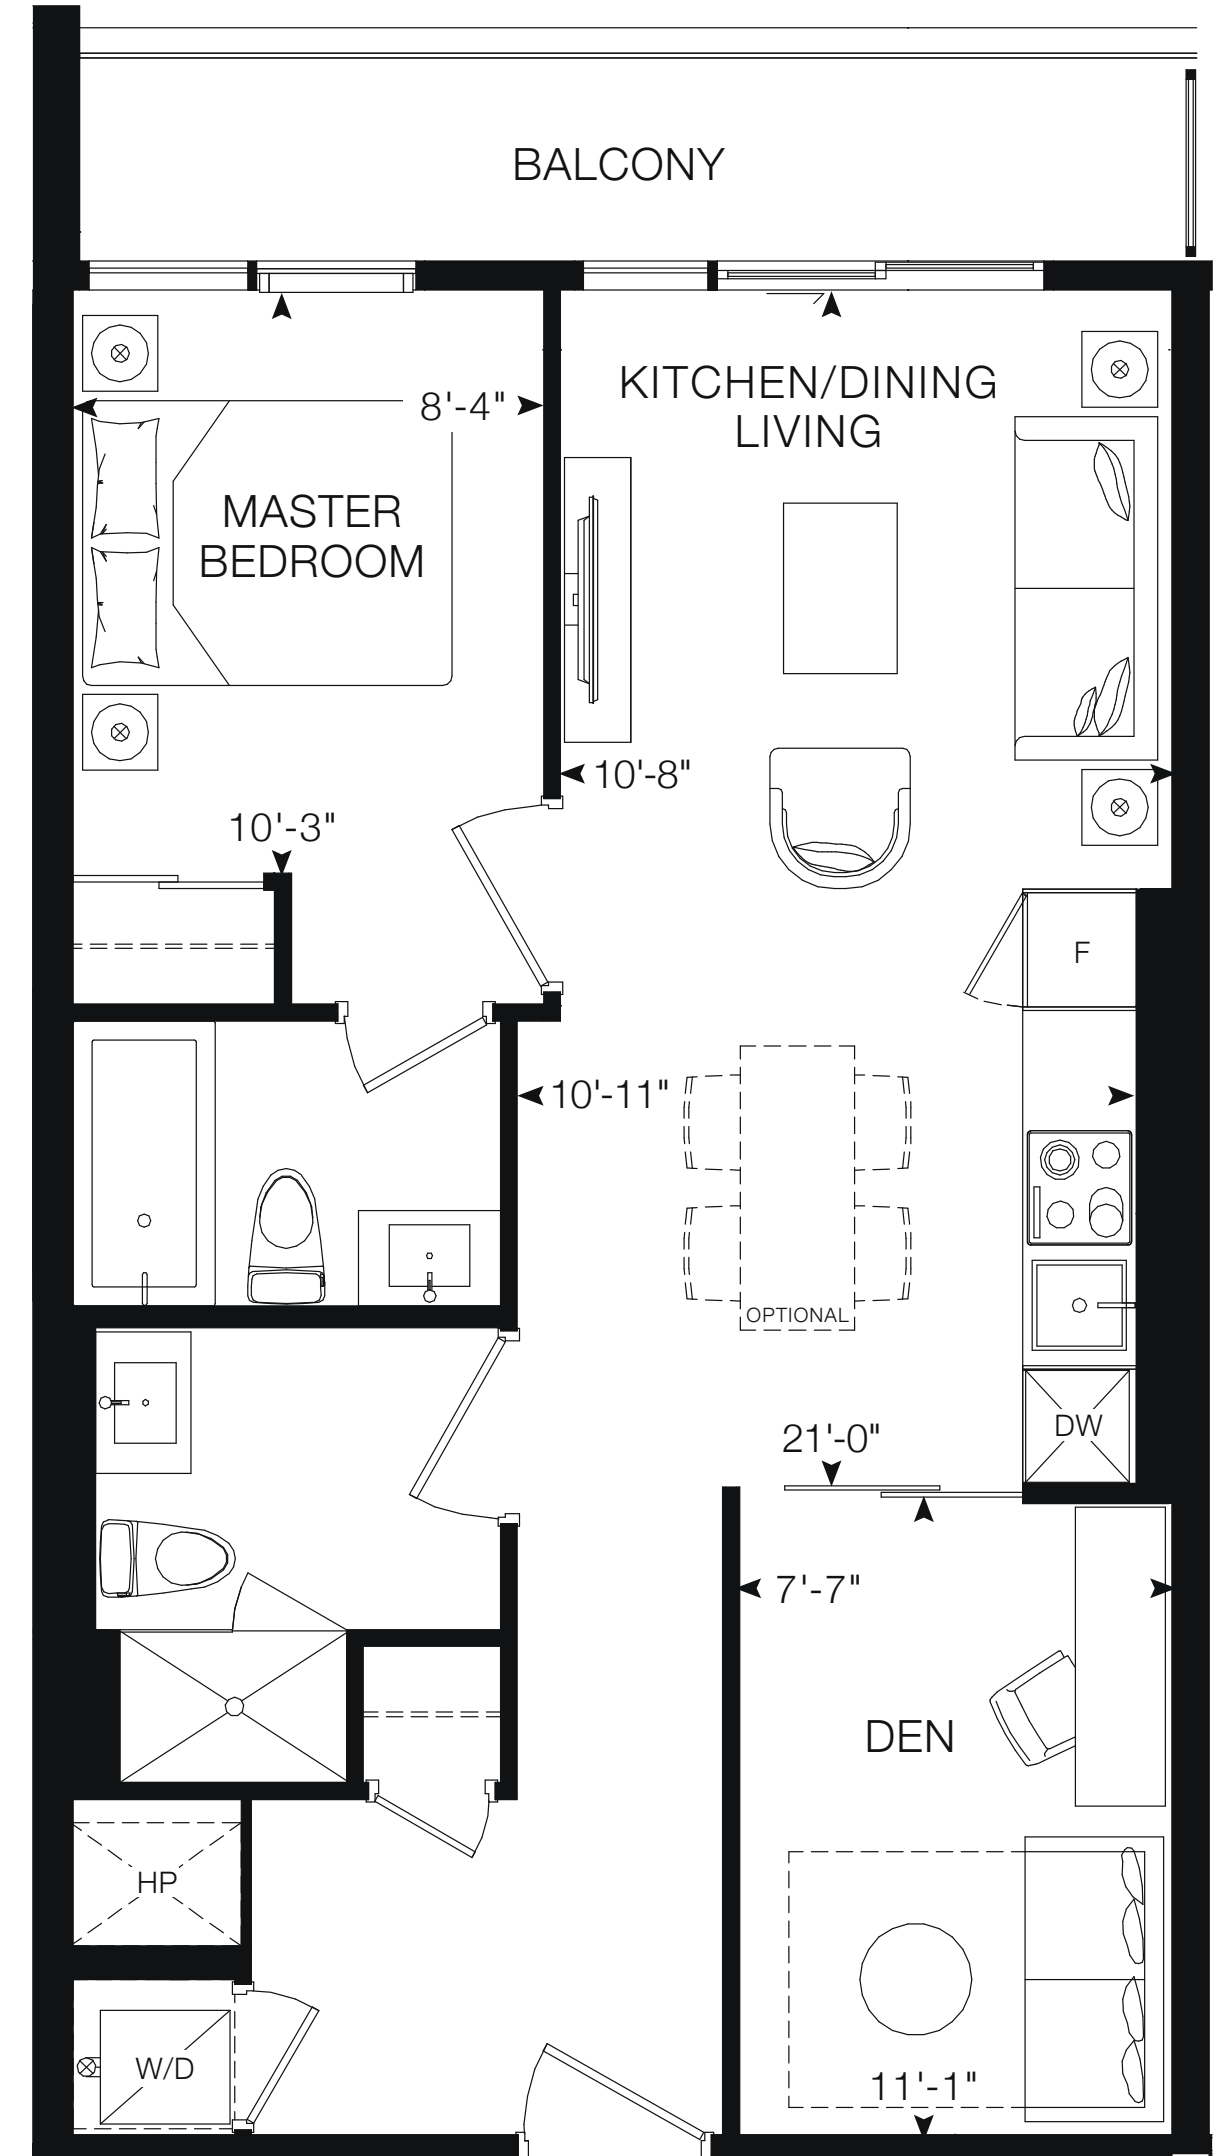 BALCONY
8'-4"
KITCHEN/DINING
LIVING
MASTER
BEDROOM
10'-8"
10'-3"
F
10'-11"
OPTIONAL
21'-0"
DW
7'-7"
DEN
HP
W/D
11'-1"